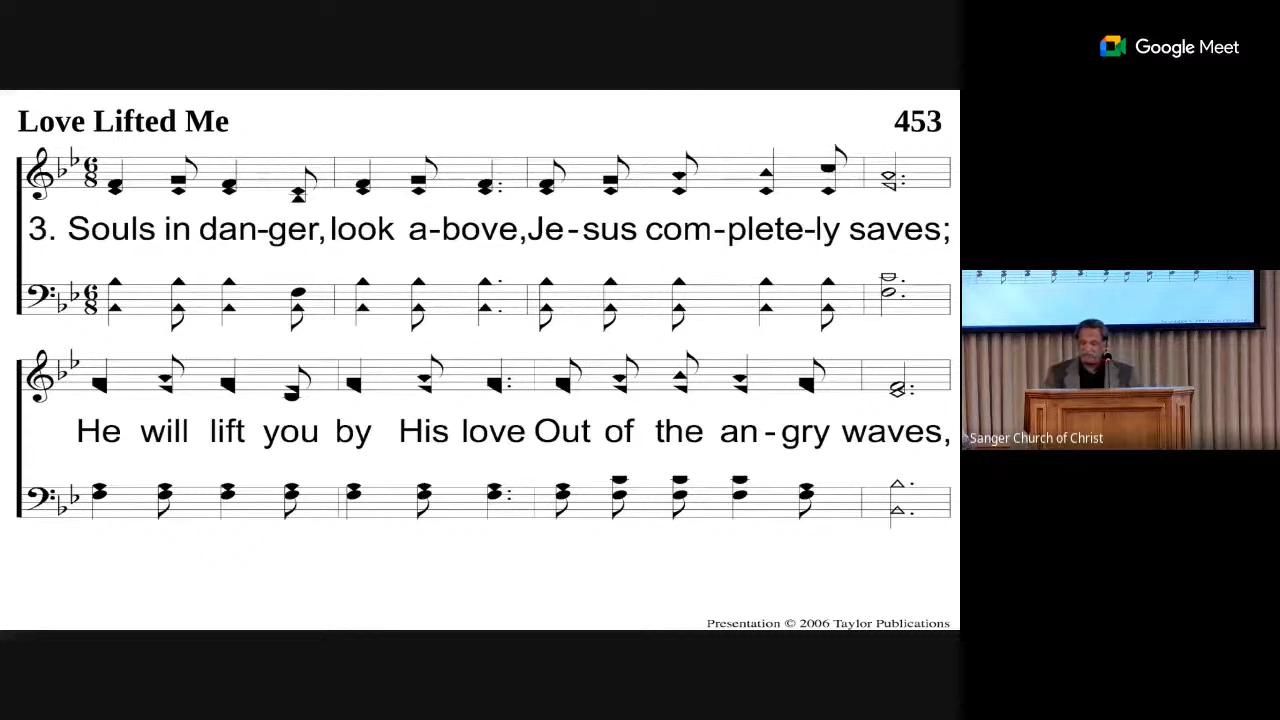 Google Meet
Love Lifted Me
453
3. Souls in dan-ger, look a-bove, Je-sus com-plete-ly saves;
He will lift you by His love Out of the an-gry waves,
Presentation © 2006 Taylor Publications
Sanger Church of Christ